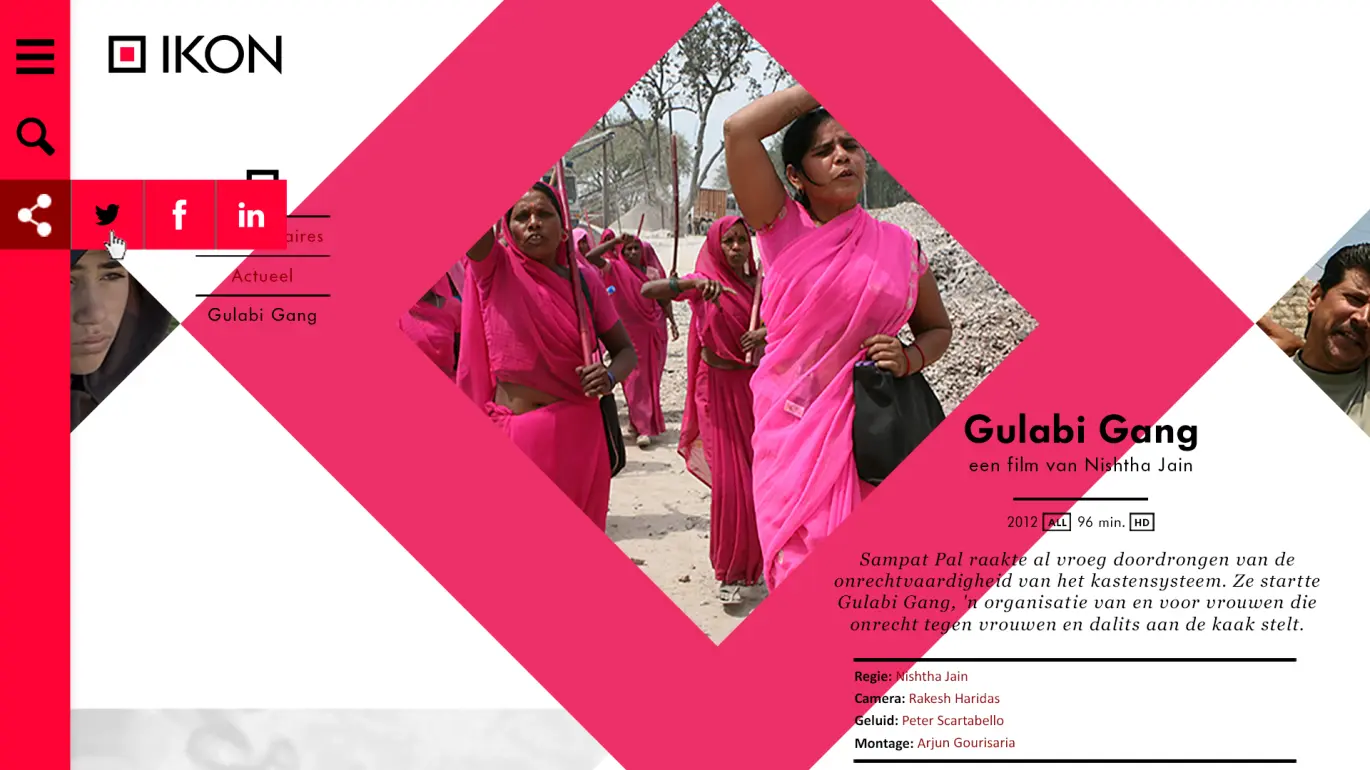 IKON
f
in
aires
Actueel
Gulabi Gang
Gulabi Gang
een film van Nishtha Jain
2012 ALL 96 min. HD
Sampat Pal raakte al vroeg doordrongen van de
onrechtvaardigheid van het kastensysteem. Ze startte
Gulabi Gang, 'n organisatie van en voor vrouwen die
onrecht tegen vrouwen en dalits aan de kaak stelt.
Regie: Nishtha Jain
Camera: Rakesh Haridas
Geluid: Peter Scartabello
Montage: Arjun Gourisaria